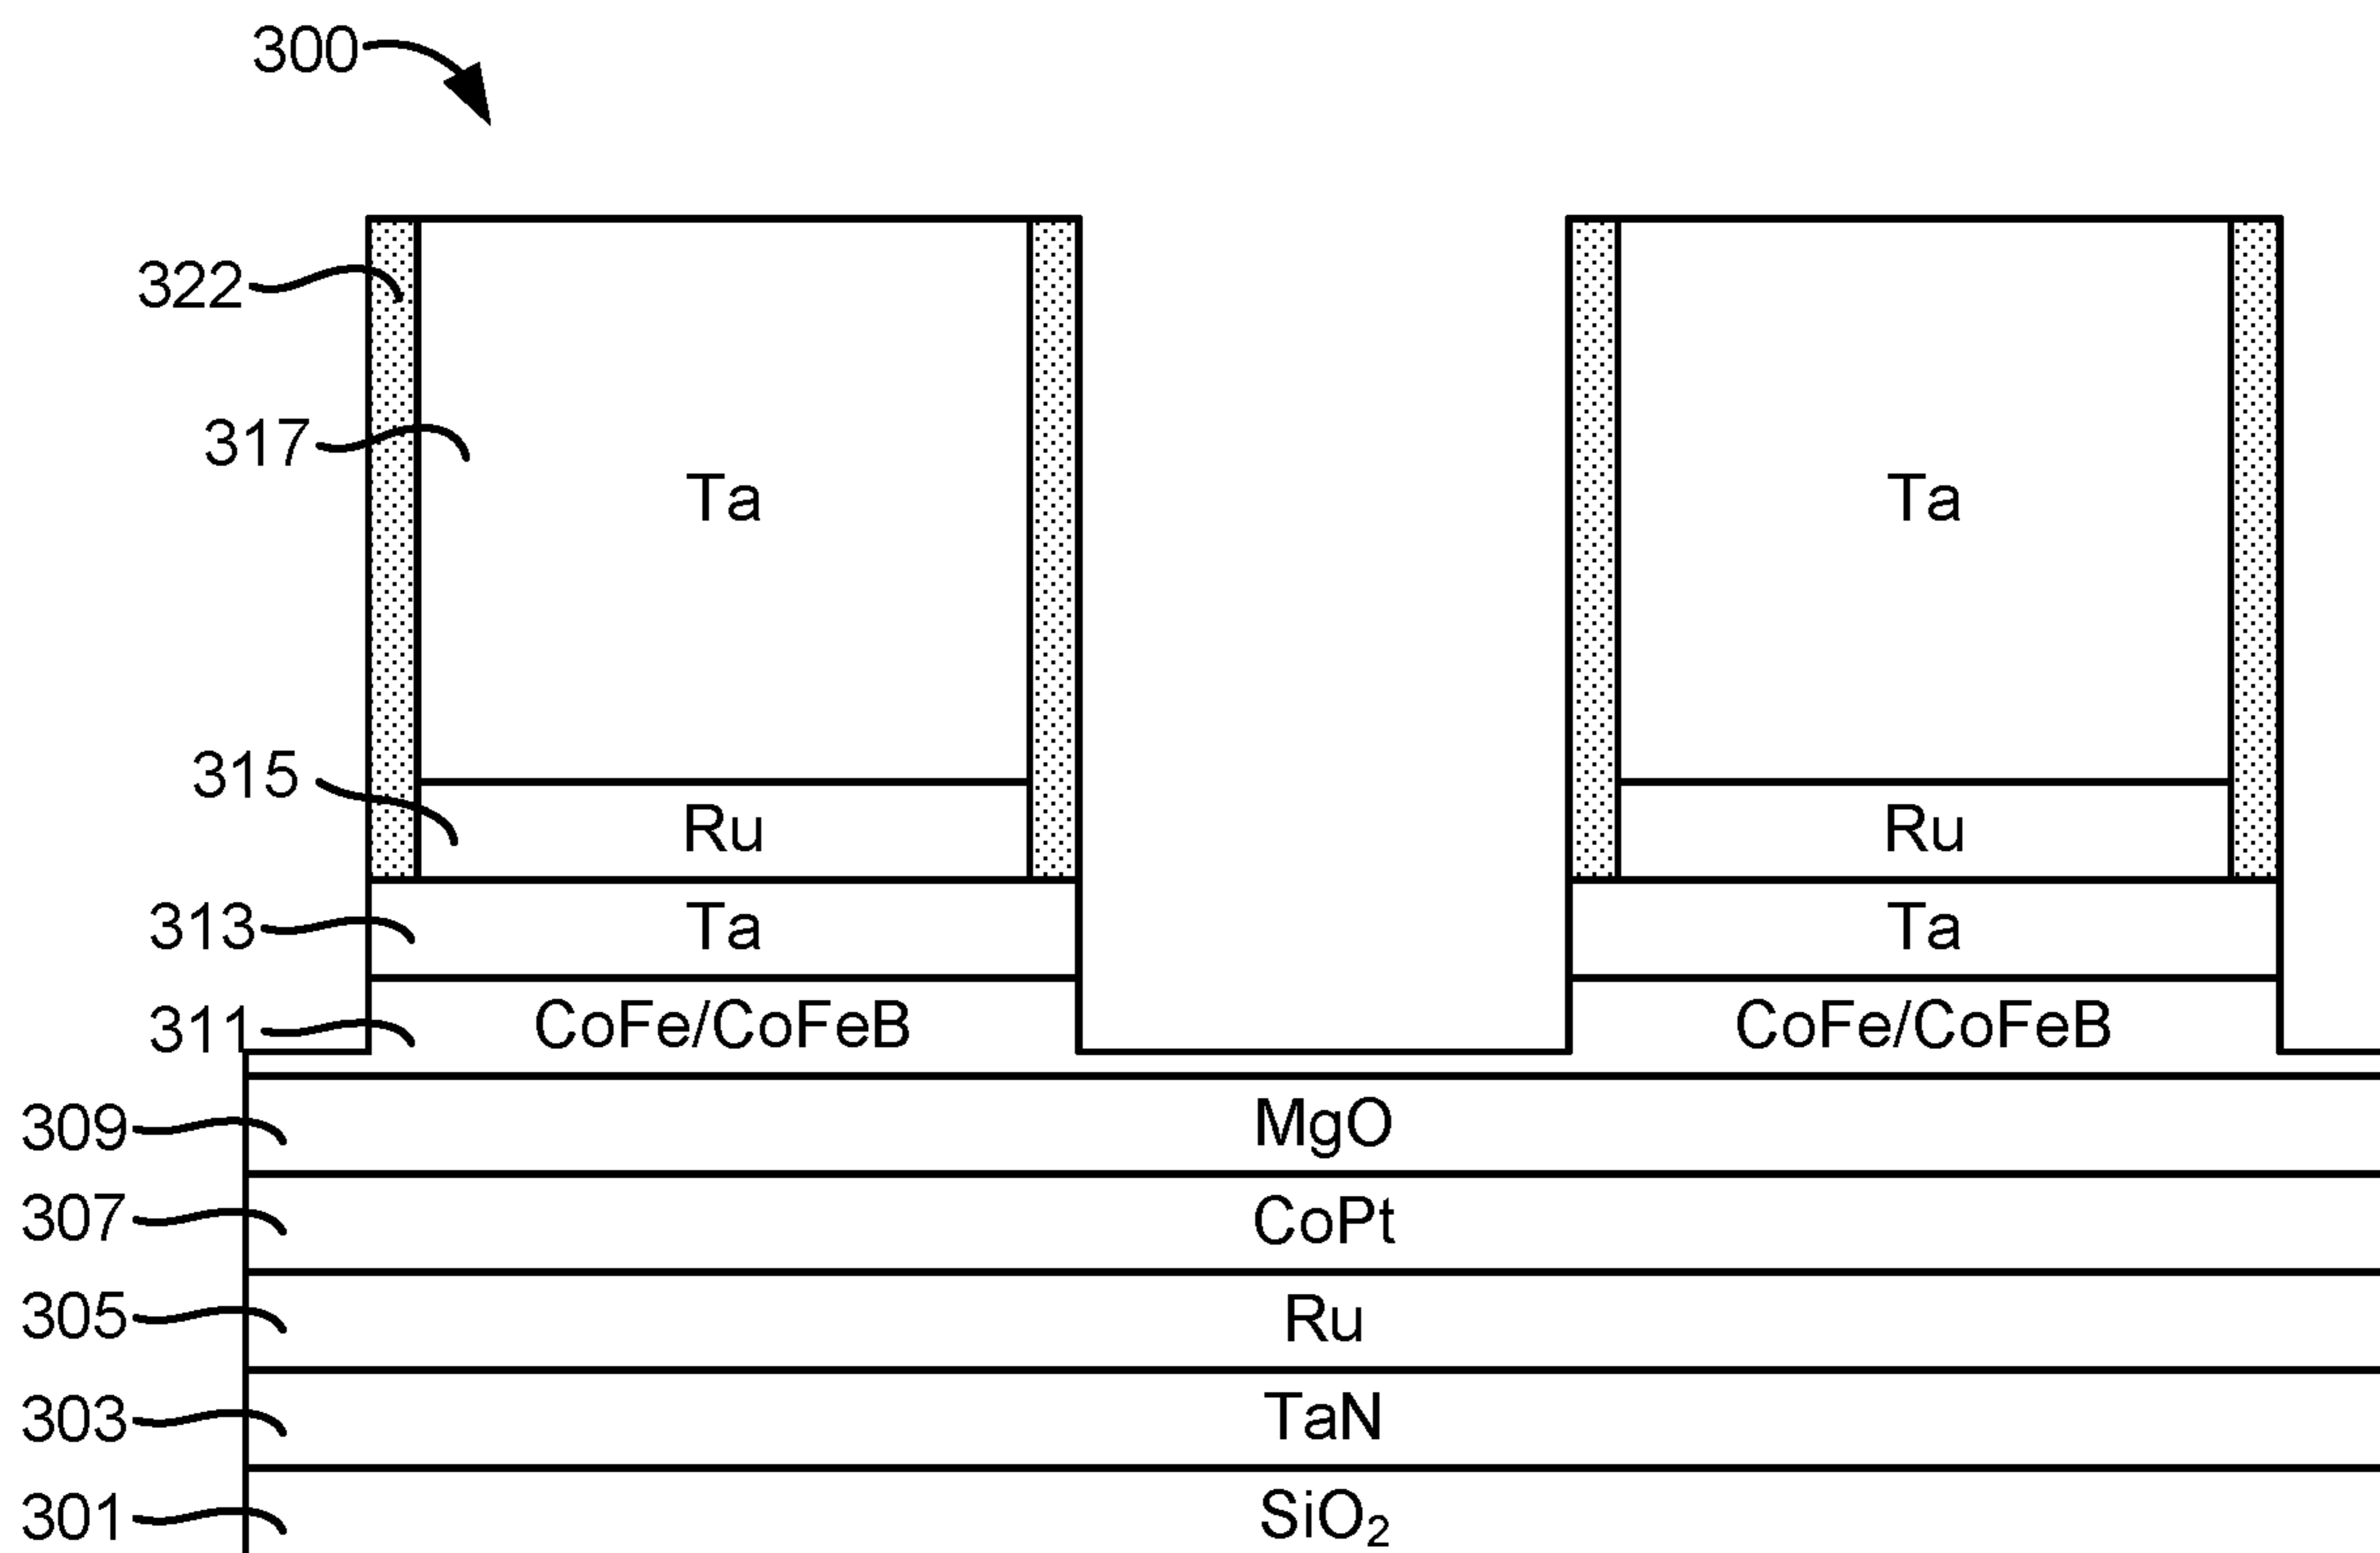 300
322
317 Ta Ta
315 Ru Ru
313 Ta Ta
311 CoFe/CoFeB CoFe/CoFeB
309 MgO
307 CoPt
305 Ru
303 TaN
301 SiO₂